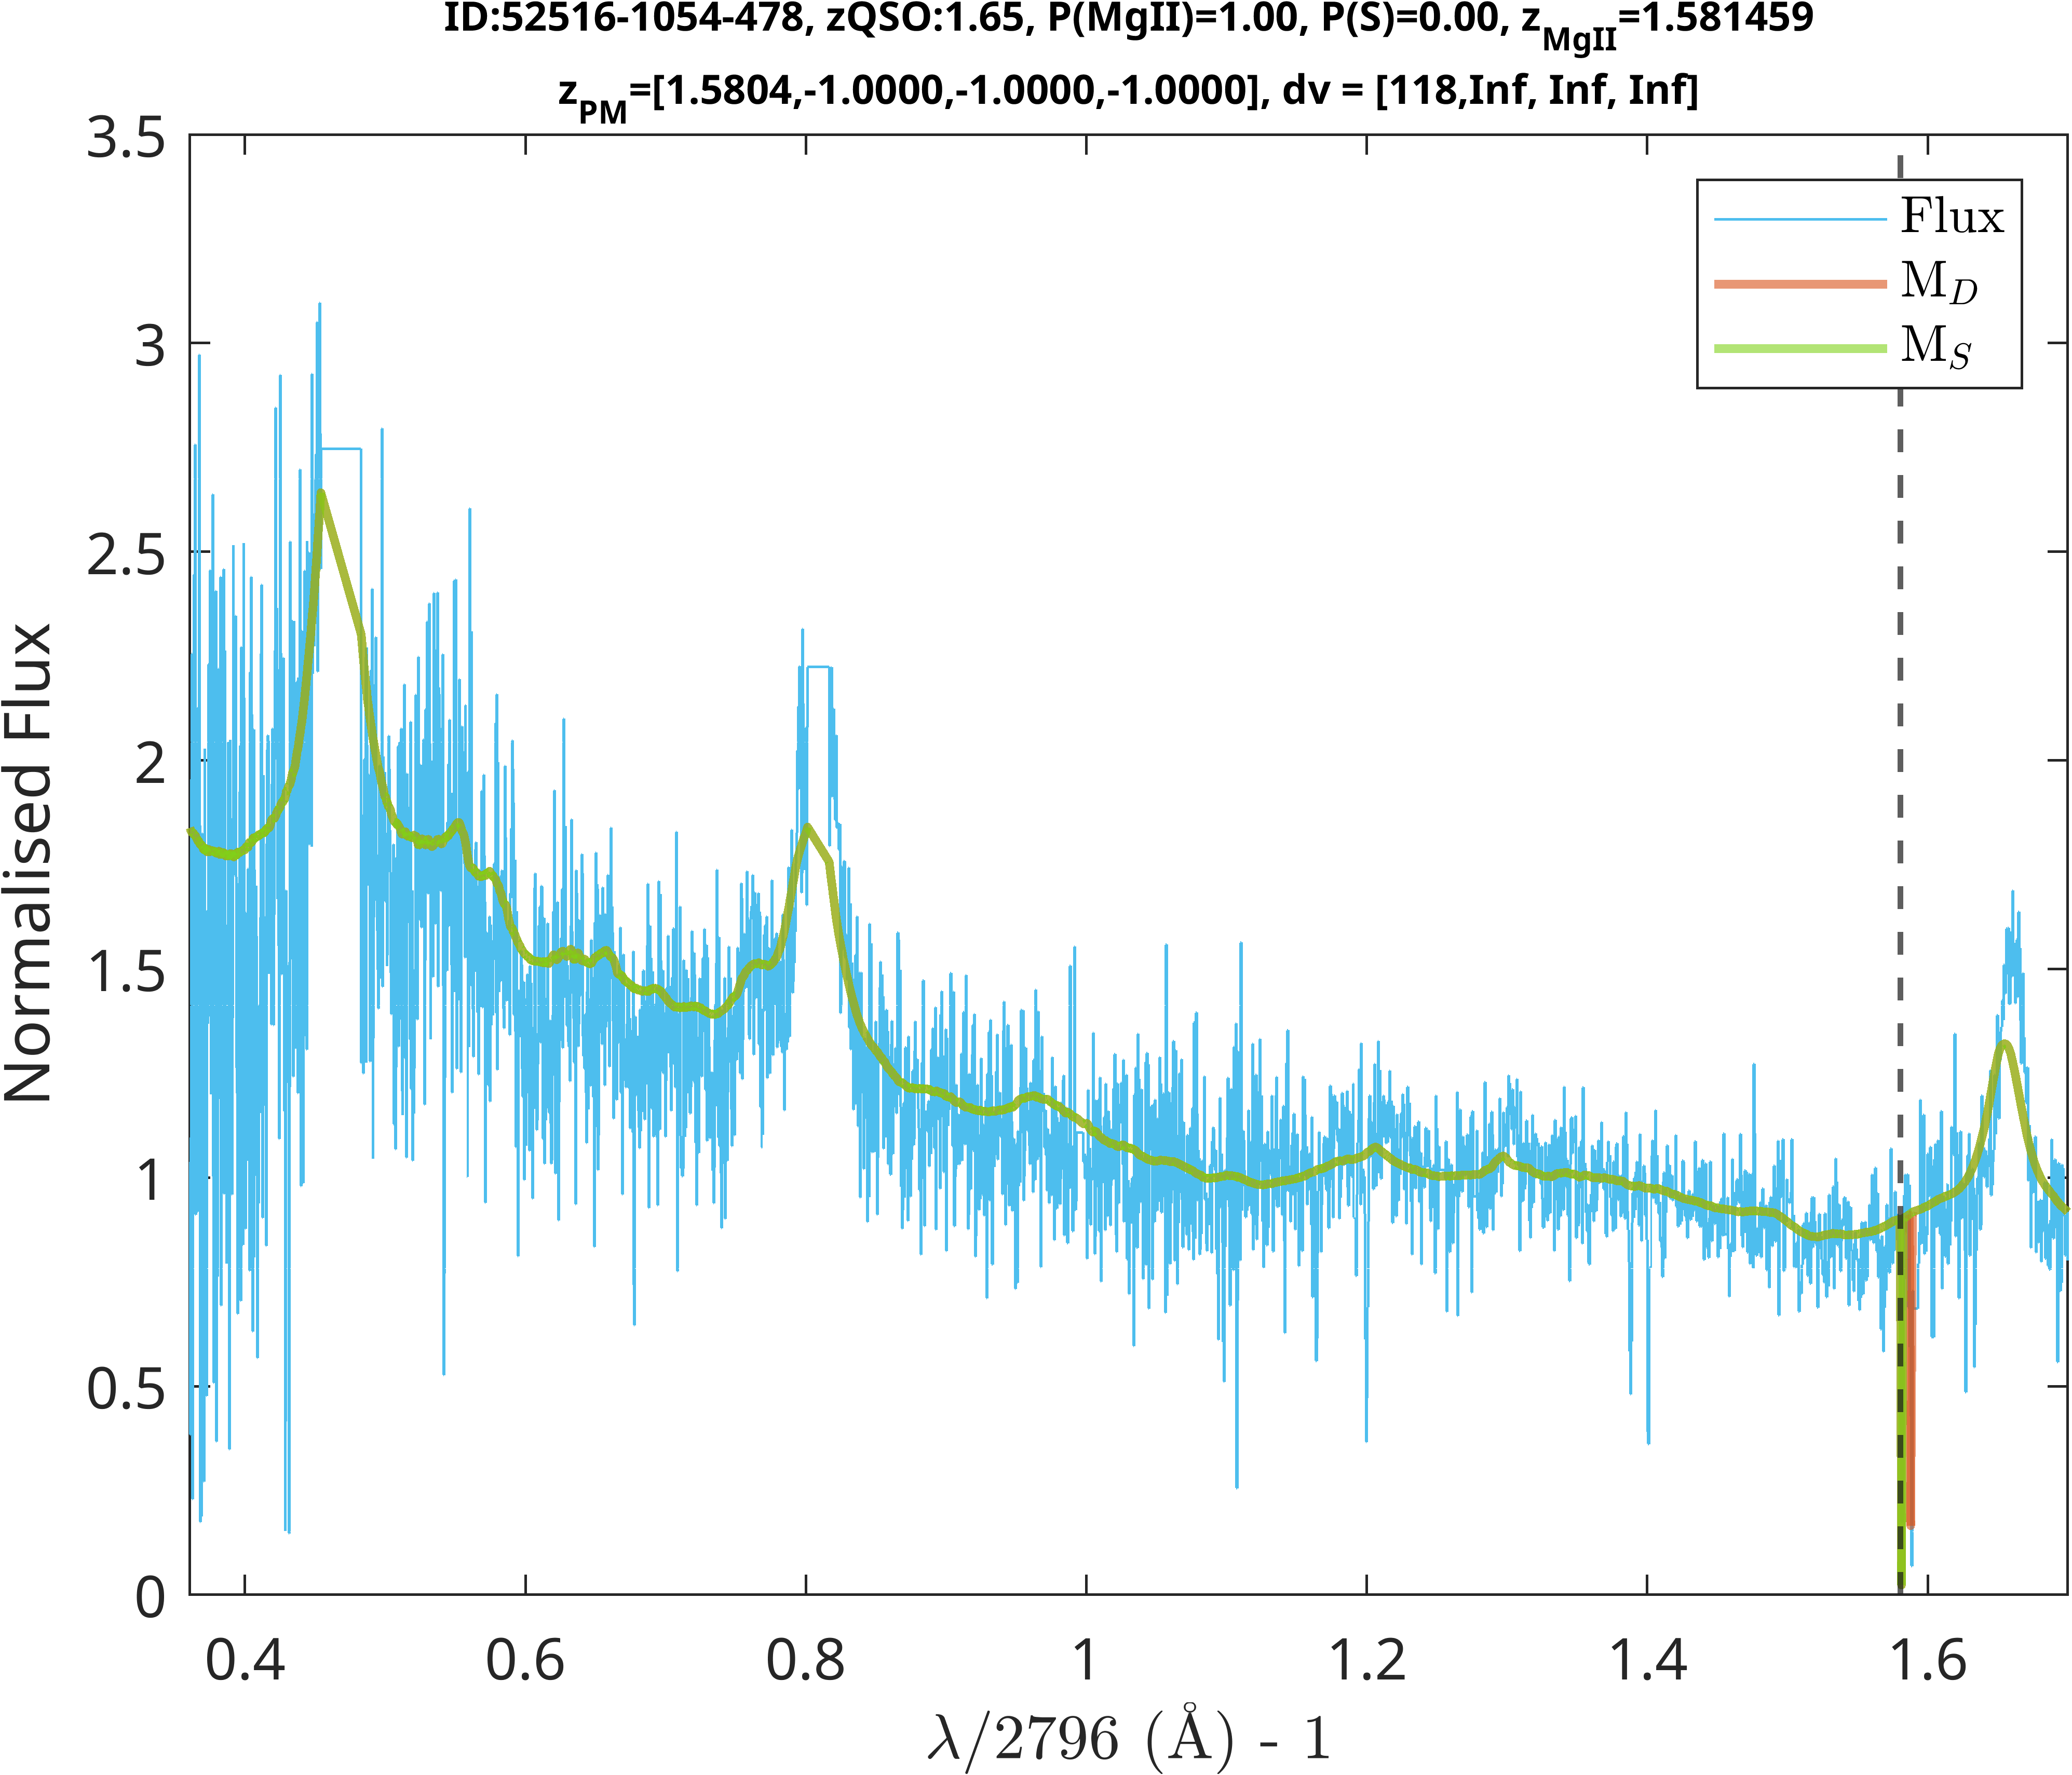 ID:52516-1054-478, zQSO:1.65, P(MgII)=1.00, P(S)=0.00, zMgII=1.581459
zPM=[1.5804,-1.0000,-1.0000,-1.0000], dv = [118,Inf, Inf, Inf]
3.5
3
2.5
2
1.5
1
0.5
0
Normalised Flux
Flux
MD
MS
0.4
0.6
0.8
1
1.2
1.4
1.6
λ/2796 (Å) - 1